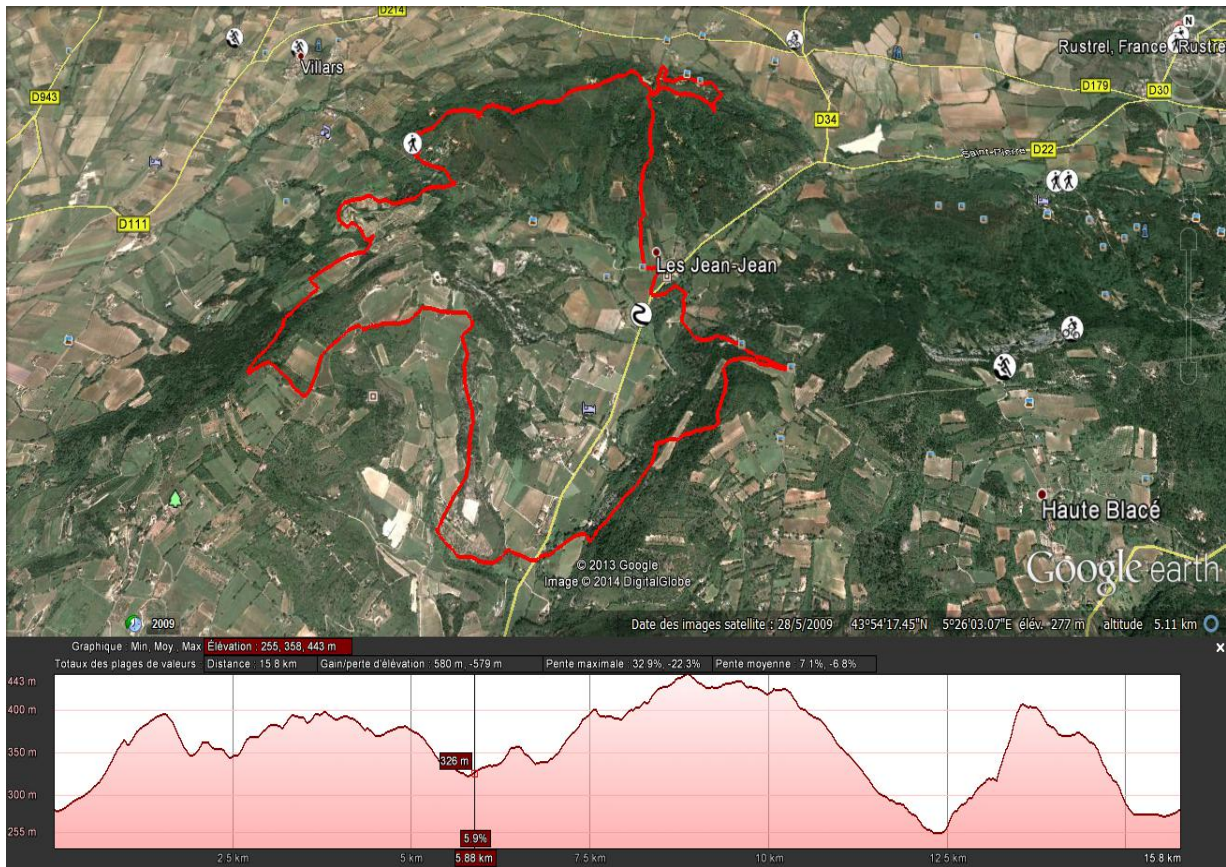 D214
N
Villars
Rustrel, France
D943
D179
D30
D34
Saint-Pierre
D22
D111
Les Jean-Jean
Haute Blacé
© 2013 Google
Image © 2014 DigitalGlobe
Google earth
2009
Date des images satellite : 28/5/2009 43°54'17.45"N 5°26'03.07"E élév. 277 m altitude 5.11 km
Graphique : Min, Moy , Max Élévation : 255, 358, 443 m
x
Totaux des plages de valeurs Distance : 15.8 km Gain/perte d'élévation : 580 m, -579 m Pente maximale : 32.9%, -22.3% Pente moyenne : 7.1%, -6.8%
443 m
400 m
350 m
326 m
300 m
255 m
5.9%
2.5 km 5 km 5.88 km 7.5 km 10 km 12.5 km 15.8 km